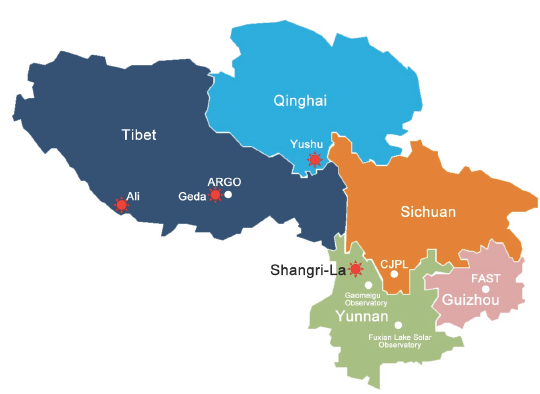 Qinghai
Tibet
Yushu
ARGO
Ali
Geda
Sichuan
Shangri-La
CJPL
FAST
Gaomeigu
Observatory
Guizhou
Yunnan
Fuxian Lake Solar
Observatory